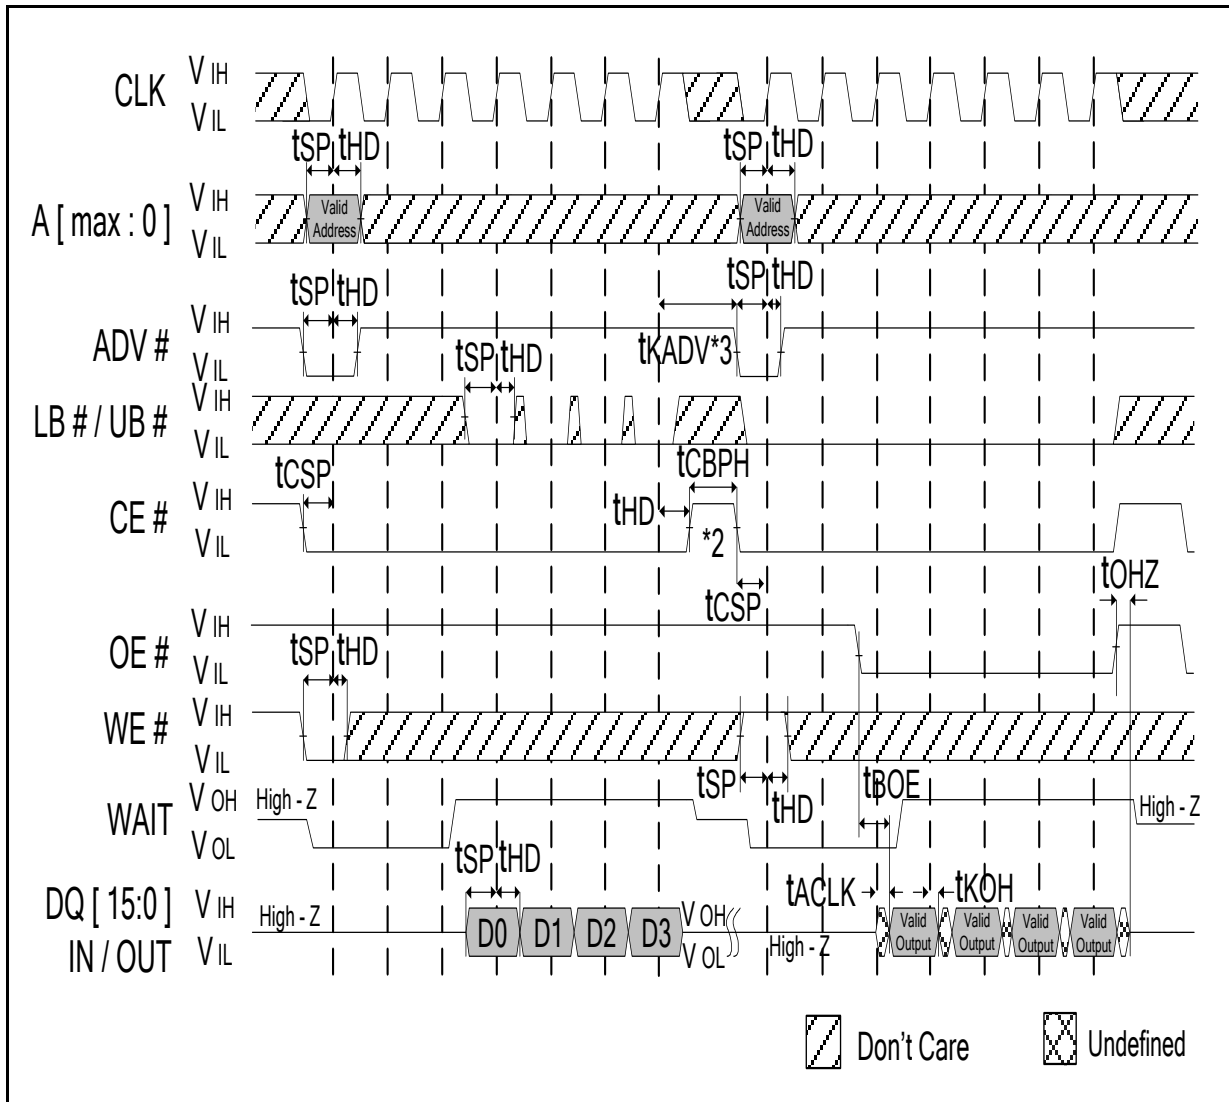 CLK V IH
V IL
tSP tHD tSP tHD
A [ max : 0 ] V IH Valid Address Valid Address
V IL
tSP tHD tSP tHD
ADV # V IH
V IL
tKADV*3
tSP tHD
LB # / UB # V IH
V IL
tCSP tCBPH
CE # V IH tHD
V IL *2
tCSP tOHZ
OE # V IH
V IL
tSP tHD
WE # V IH
V IL
tSP tHD tBOE
WAIT V OH High - Z High - Z
V OL
tSP tHD tACLK tKOH
DQ [ 15:0 ] V IH High - Z D0 D1 D2 D3 V OH Valid Output Valid Output Valid Output Valid Output
IN / OUT V IL V OL High - Z
Don't Care Undefined